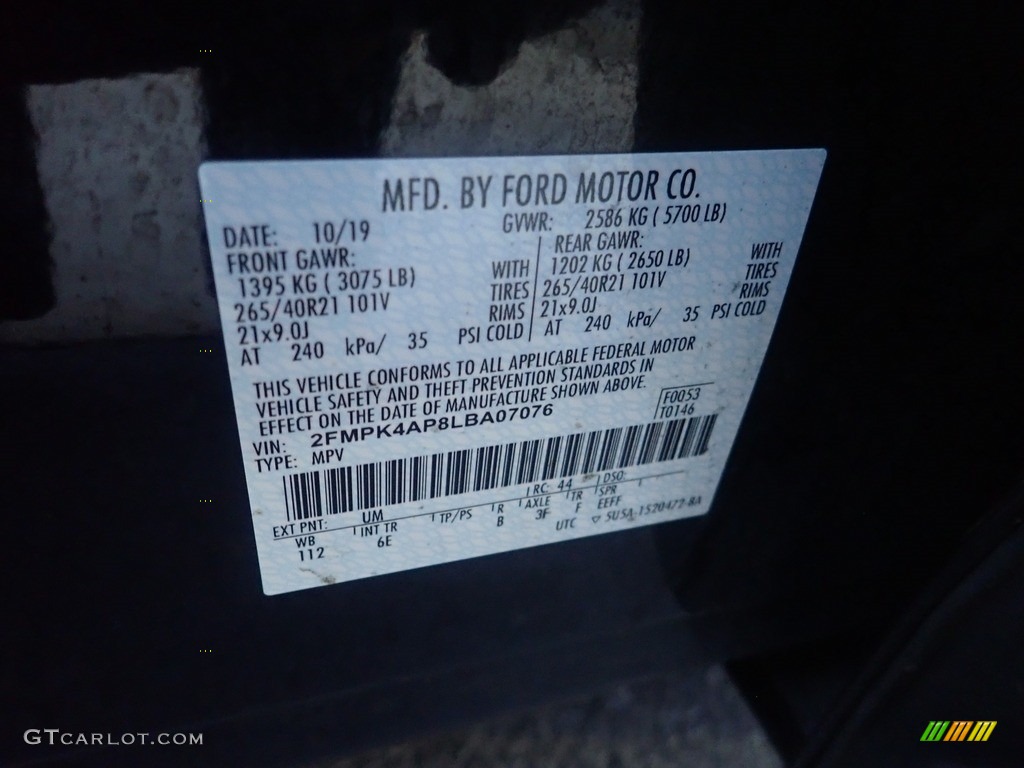 MFD. BY FORD MOTOR CO.
DATE: 10/19 GVWR: 2586 KG ( 5700 LB)
FRONT GAWR: REAR GAWR:
1395 KG ( 3075 LB) WITH 1202 KG ( 2650 LB) WITH
265/40R21 101V TIRES 265/40R21 101V TIRES
21x9.0J RIMS 21x9.0J RIMS
AT 240 kPa/ 35 PSI COLD AT 240 kPa/ 35 PSI COLD
THIS VEHICLE CONFORMS TO ALL APPLICABLE FEDERAL MOTOR
VEHICLE SAFETY AND THEFT PREVENTION STANDARDS IN
EFFECT ON THE DATE OF MANUFACTURE SHOWN ABOVE.
VIN: 2FMPK4AP8LBA07076 F0053
TYPE: MPV T0146
EXT PNT: UM RC: 44 DSO:
WB INT TR TP/PS R AXLE TR SPR
112 6E B 3F F EEFF
UTC ▽ 5U5A-1520472-BA
GTCARLOT.COM